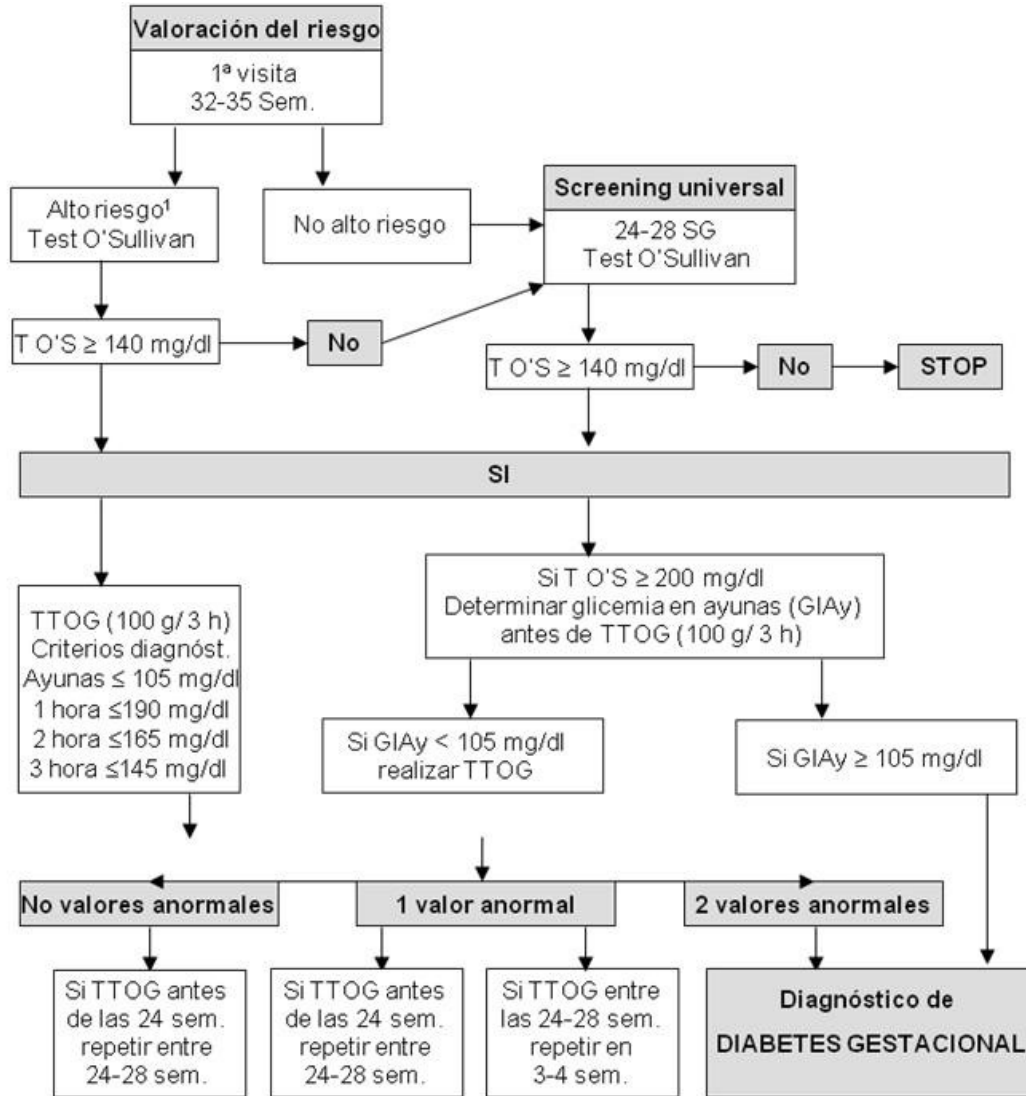 Valoración del riesgo
1ª visita
32-35 Sem.
Alto riesgo¹
Test O'Sullivan
No alto riesgo
Screening universal
24-28 SG
Test O'Sullivan
T O'S ≥ 140 mg/dl
No
T O'S ≥ 140 mg/dl
No
STOP
SI
TTOG (100 g/ 3 h)
Criterios diagnóst.
Ayunas ≤ 105 mg/dl
1 hora ≤190 mg/dl
2 hora ≤165 mg/dl
3 hora ≤145 mg/dl
Si T O'S ≥ 200 mg/dl
Determinar glicemia en ayunas (GlAy)
antes de TTOG (100 g/ 3 h)
Si GlAy < 105 mg/dl
realizar TTOG
Si GlAy ≥ 105 mg/dl
No valores anormales
1 valor anormal
2 valores anormales
Si TTOG antes
de las 24 sem.
repetir entre
24-28 sem.
Si TTOG antes
de las 24 sem.
repetir entre
24-28 sem.
Si TTOG entre
las 24-28 sem.
repetir en
3-4 sem.
Diagnóstico de
DIABETES GESTACIONAL